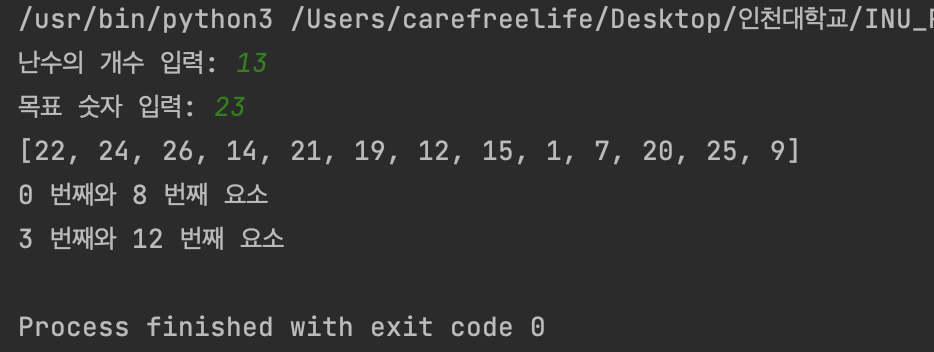 /usr/bin/python3 /Users/carefreelife/Desktop/인천대학교/INU_
난수의 개수 입력: 13
목표 숫자 입력: 23
[22, 24, 26, 14, 21, 19, 12, 15, 1, 7, 20, 25, 9]
0 번째와 8 번째 요소
3 번째와 12 번째 요소
Process finished with exit code 0